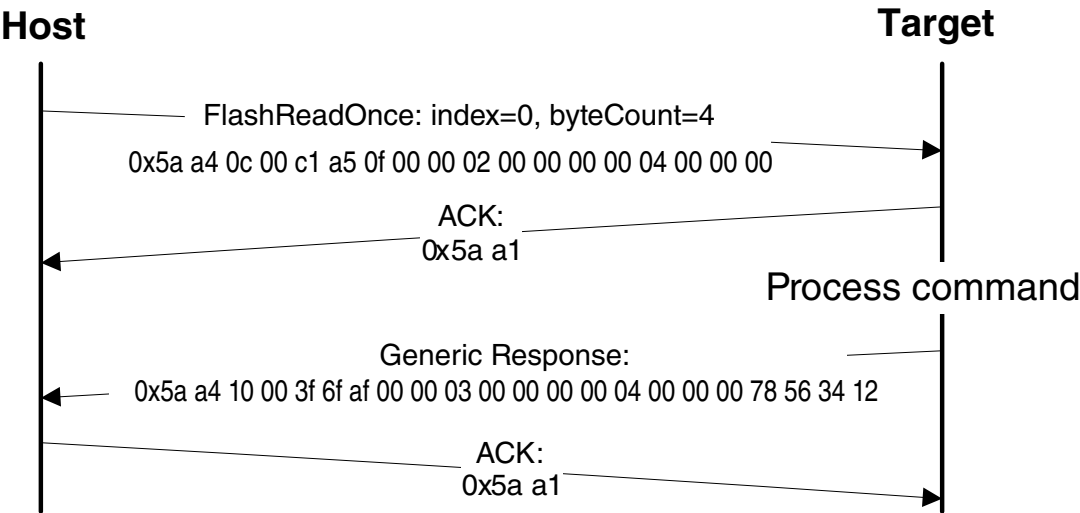 Host
Target
FlashReadOnce: index=0, byteCount=4
0x5a a4 0c 00 c1 a5 0f 00 00 02 00 00 00 00 04 00 00 00
ACK:
0x5a a1
Process command
Generic Response:
0x5a a4 10 00 3f 6f af 00 00 03 00 00 00 00 04 00 00 00 78 56 34 12
ACK:
0x5a a1